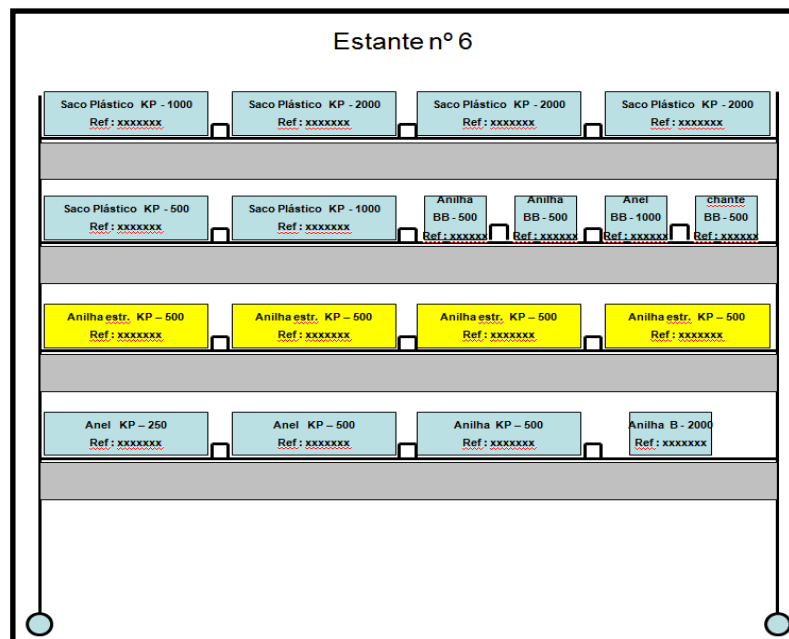 Estante nº 6
Saco Plástico KP - 1000
Ref : xxxxxxx
Saco Plástico KP - 2000
Ref : xxxxxxx
Saco Plástico KP - 2000
Ref : xxxxxxx
Saco Plástico KP - 2000
Ref : xxxxxxx
Saco Plástico KP - 500
Ref : xxxxxxx
Saco Plástico KP - 1000
Ref : xxxxxxx
Anilha
BB - 500
Ref : xxxxxx
Anilha
BB - 500
Ref : xxxxxx
Anel
BB - 1000
Ref : xxxxxx
chante
BB - 500
Ref : xxxxxx
Anilha estr. KP – 500
Ref : xxxxxxx
Anilha estr. KP – 500
Ref : xxxxxxx
Anilha estr. KP – 500
Ref : xxxxxxx
Anilha estr. KP – 500
Ref : xxxxxxx
Anel KP – 250
Ref : xxxxxxx
Anel KP – 500
Ref : xxxxxxx
Anilha KP – 500
Ref : xxxxxxx
Anilha B - 2000
Ref : xxxxxxx